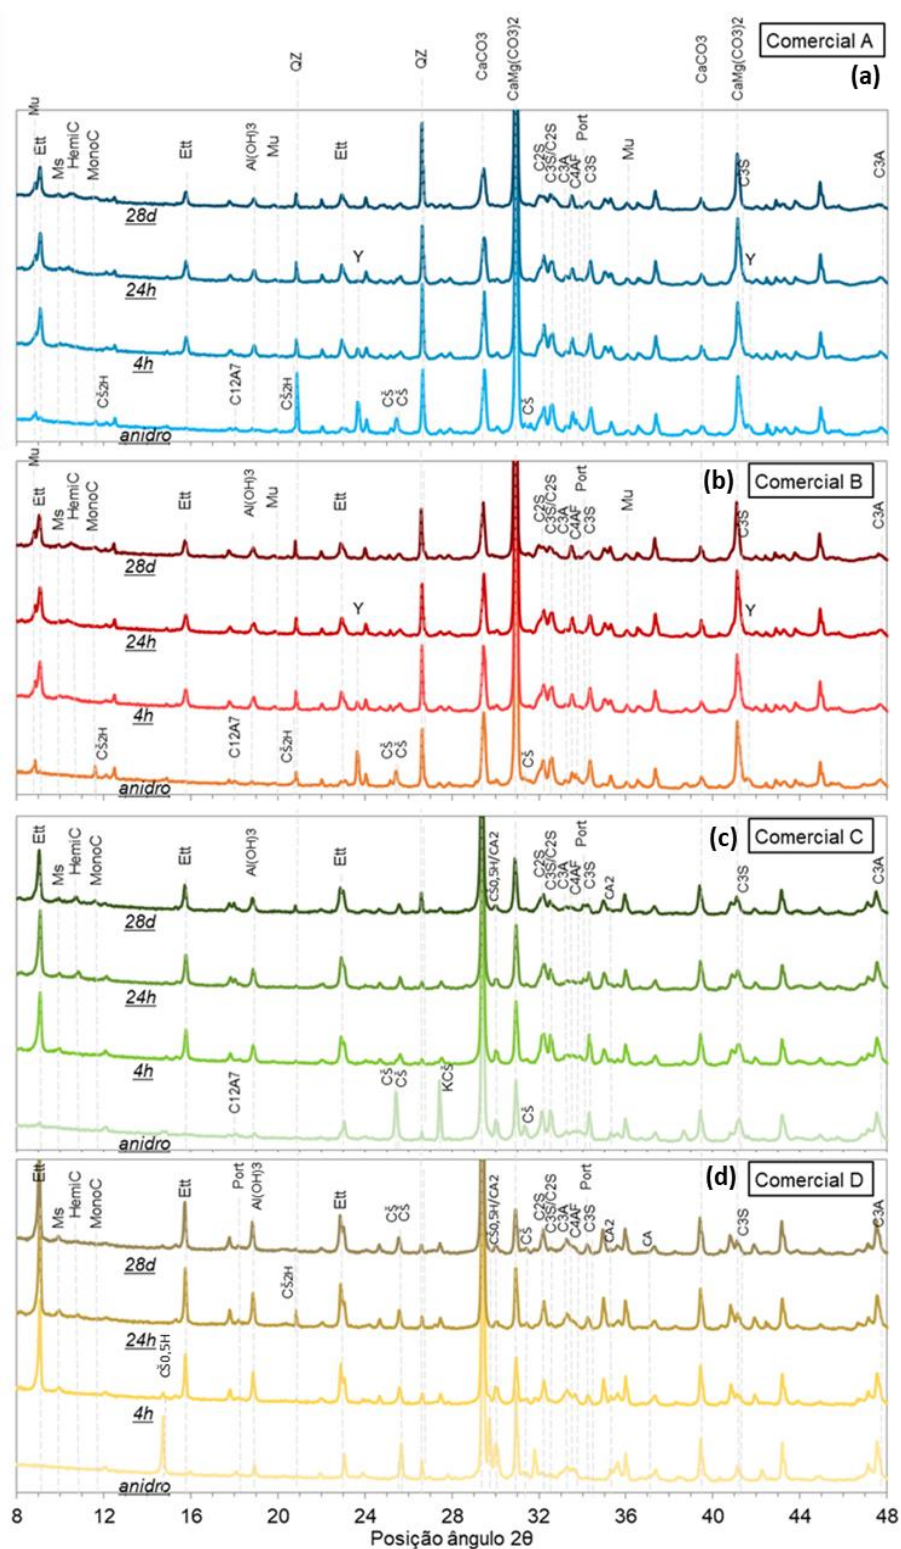 QZ QZ CaCO3 CaMg(CO3)2 CaCO3 CaMg(CO3)2
Comercial A
(a)
Mu Ett Ms HemiC MonoC Ett Al(OH)3 Mu Ett C2S C3S/C2S C3A C4AF Port C3S Mu C3S C3A
28d
Y Y
24h
4h
CŠ2H C12A7 CŠ2H CŠ CŠ CŠ
anidro
Comercial B
(b)
Mu Ett Ms HemiC MonoC Ett Al(OH)3 Mu Ett C2S C3S/C2S C3A C4AF Port C3S Mu C3S C3A
28d
Y Y
24h
4h
CŠ2H C12A7 CŠ2H CŠ CŠ CŠ
anidro
Comercial C
(c)
Ett Ms HemiC MonoC Ett Al(OH)3 Ett CŠ0,5H/CA2 C2S C3S/C2S C3A C4AF Port C3S CA2 C3S C3A
28d
24h
4h
C12A7 CŠ CŠ KCŠ CŠ
anidro
Comercial D
(d)
Ett Ms HemiC MonoC Ett Port Al(OH)3 Ett CŠ CŠ CŠ0,5H/CA2 CŠ C2S C3S/C2S C3A C4AF Port C3S CA2 CA C3S C3A
28d
CŠ2H
24h
CŠ0,5H
4h
anidro
8 12 16 20 24 28 32 36 40 44 48
Posição ângulo 2θ